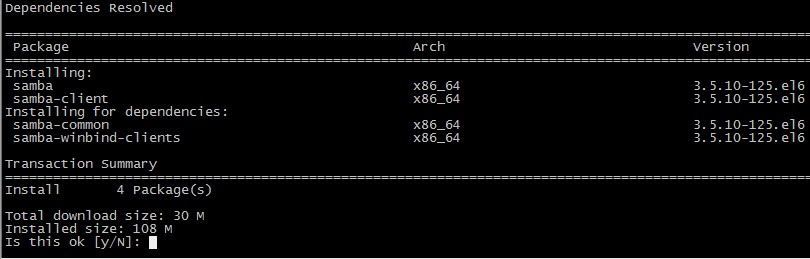 Dependencies Resolved
================================================================================
Package Arch Version
================================================================================
Installing:
samba x86_64 3.5.10-125.el6
samba-client x86_64 3.5.10-125.el6
Installing for dependencies:
samba-common x86_64 3.5.10-125.el6
samba-winbind-clients x86_64 3.5.10-125.el6
Transaction Summary
================================================================================
Install 4 Package(s)
Total download size: 30 M
Installed size: 108 M
Is this ok [y/N]: